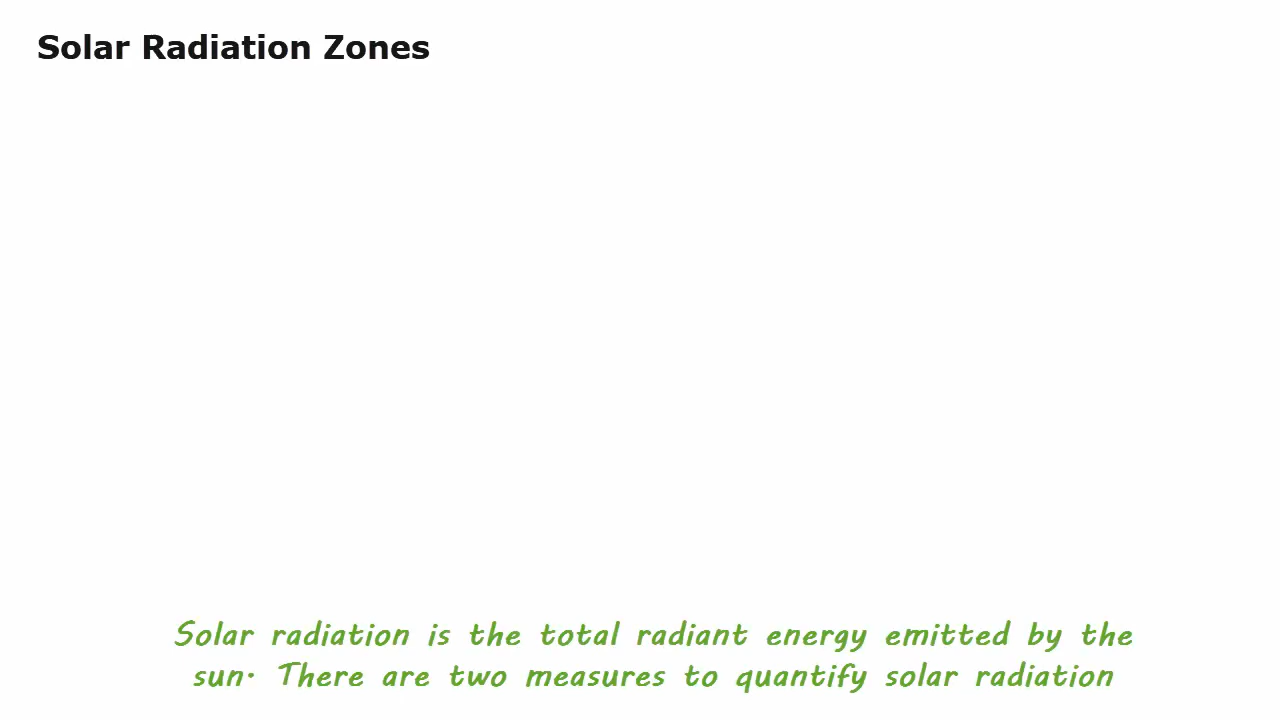 Solar Radiation Zones
Solar radiation is the total radiant energy emitted by the
sun. There are two measures to quantify solar radiation